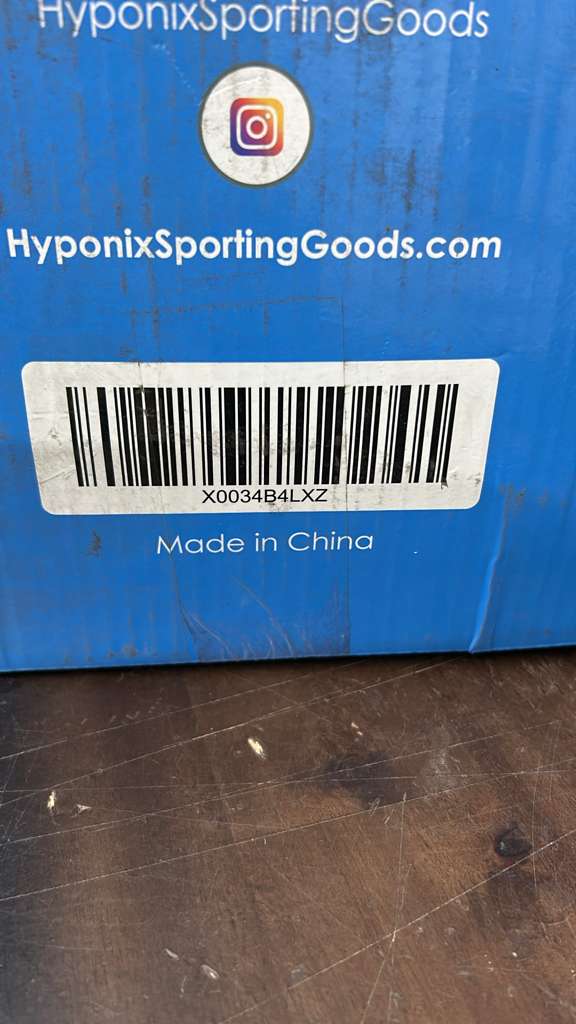 HyponixSportingGoods
HyponixSportingGoods.com
X0034B4LXZ
Made in China